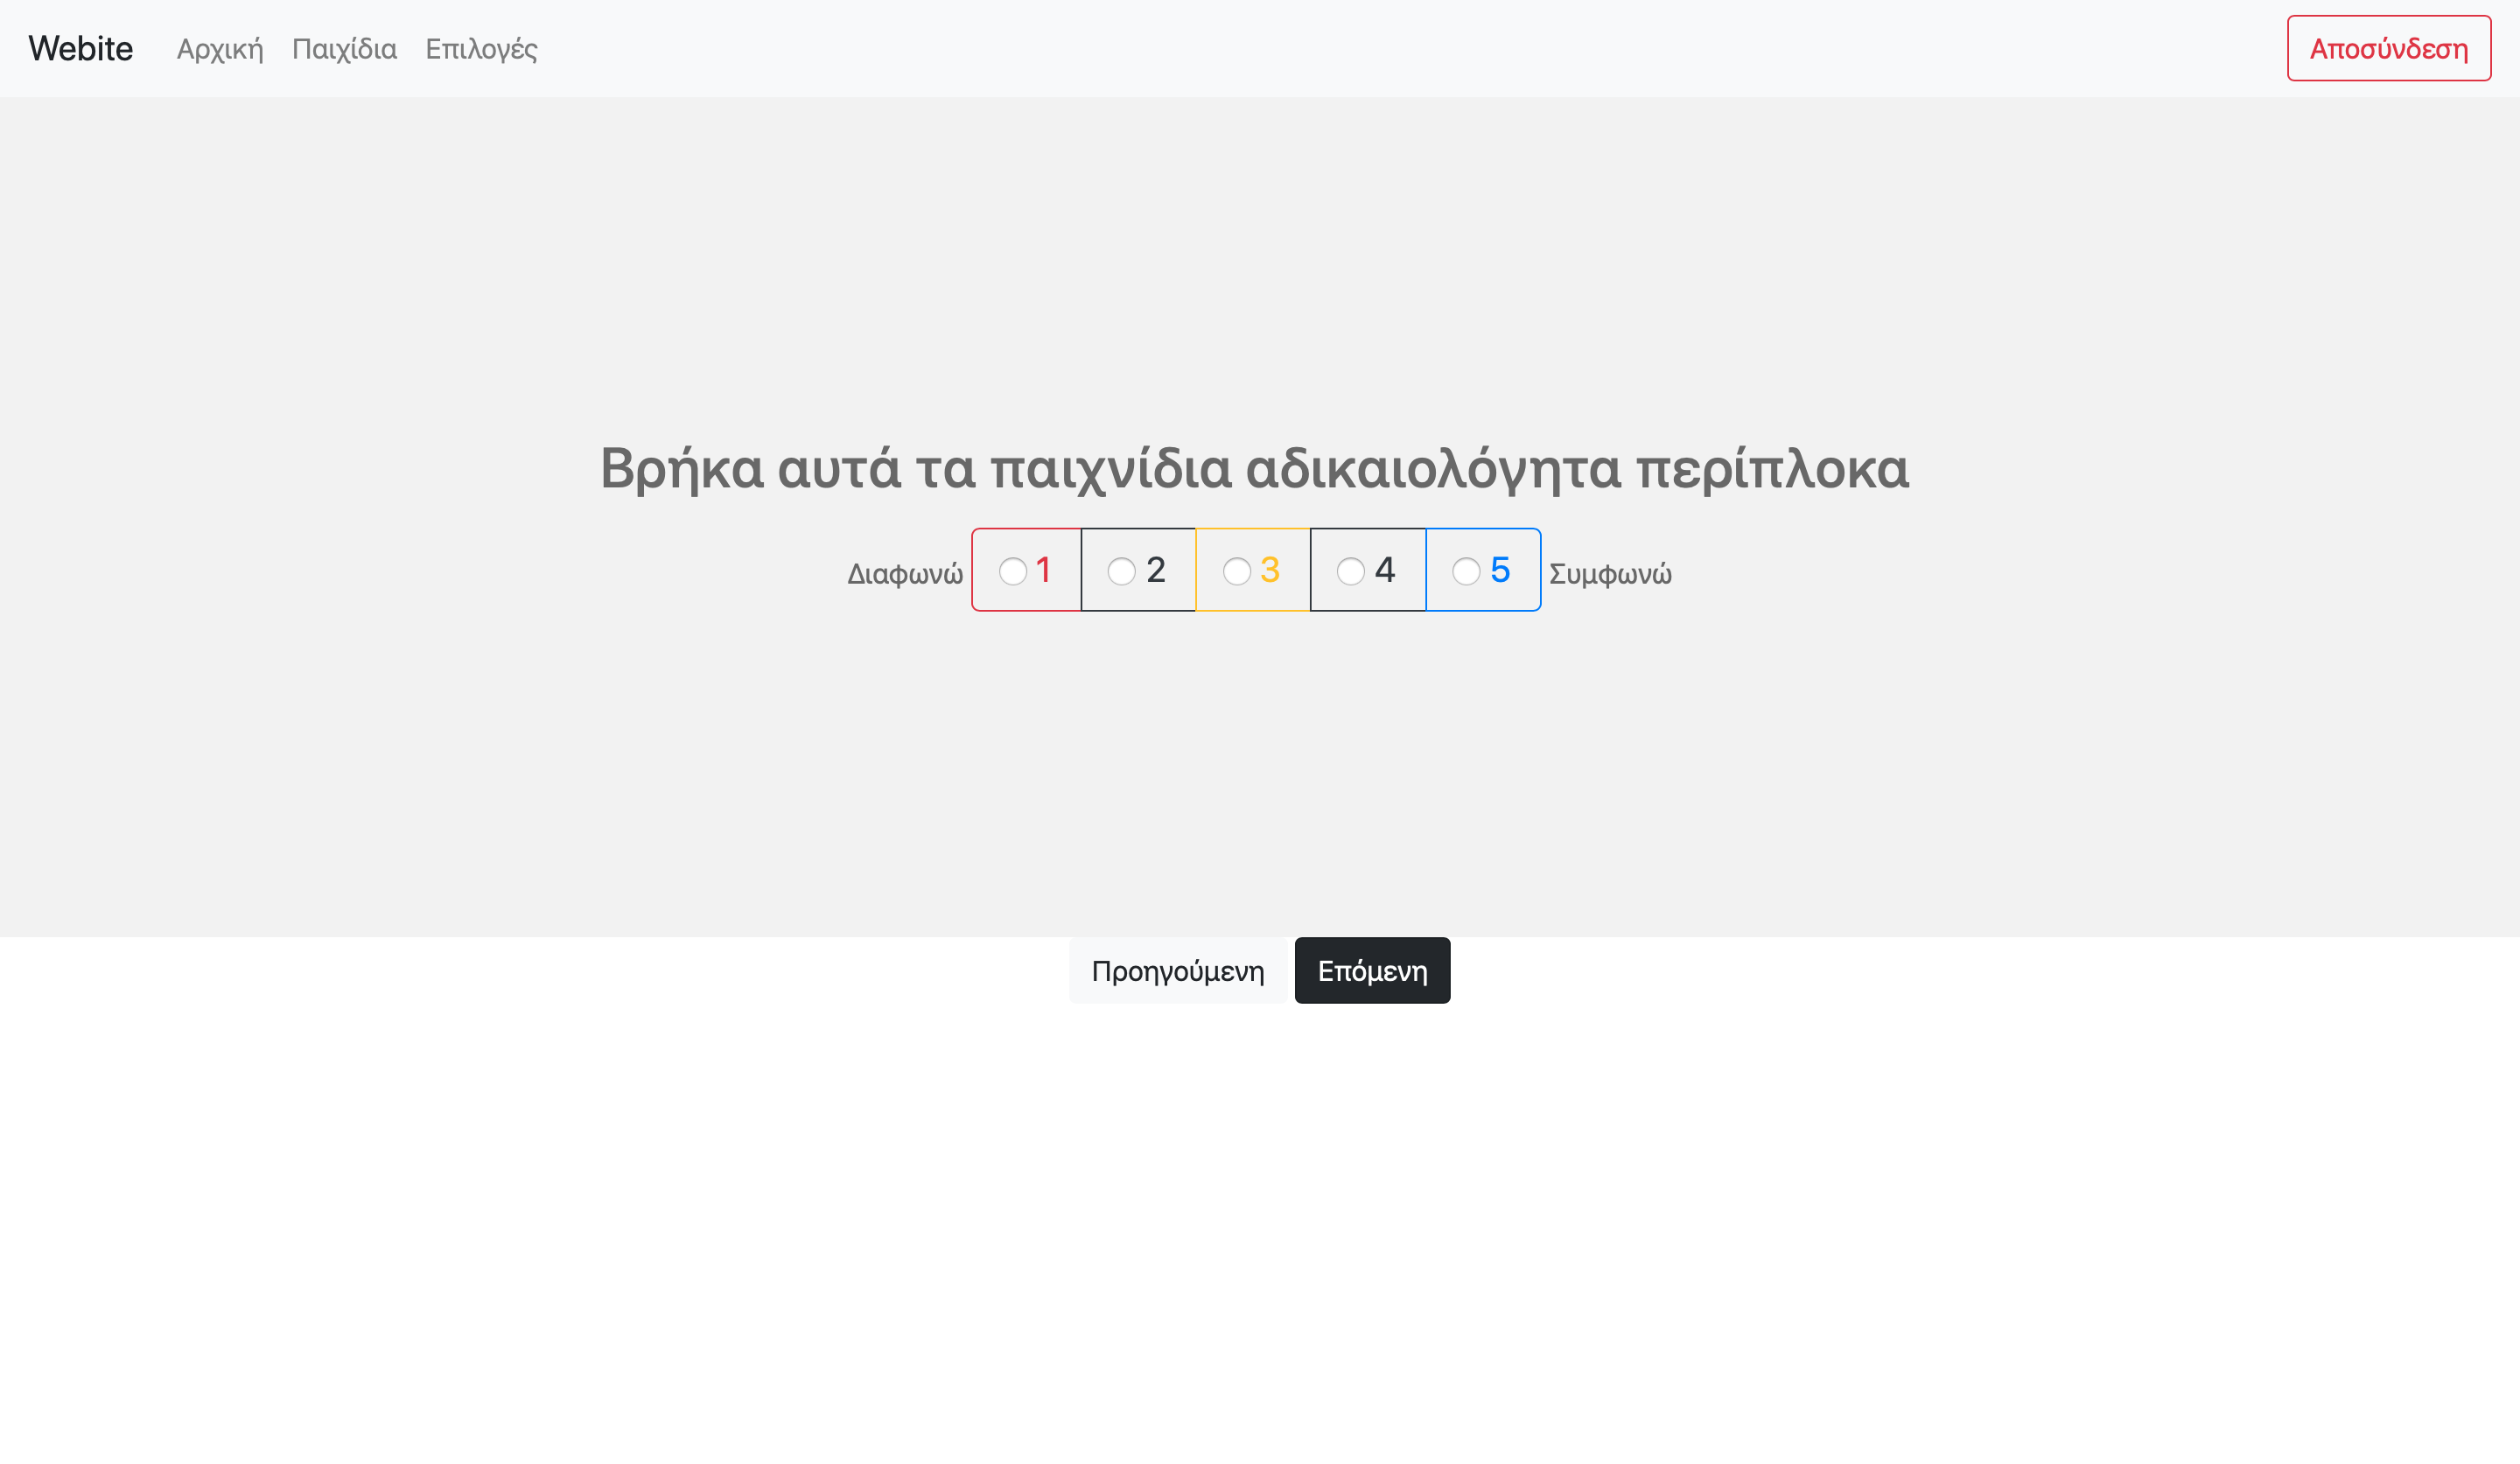 Webite Αρχική Παιχίδια Επιλογές Αποσύνδεση
Βρήκα αυτά τα παιχνίδια αδικαιολόγητα περίπλοκα
Διαφωνώ 1 2 3 4 5 Συμφωνώ
Προηγούμενη Επόμενη